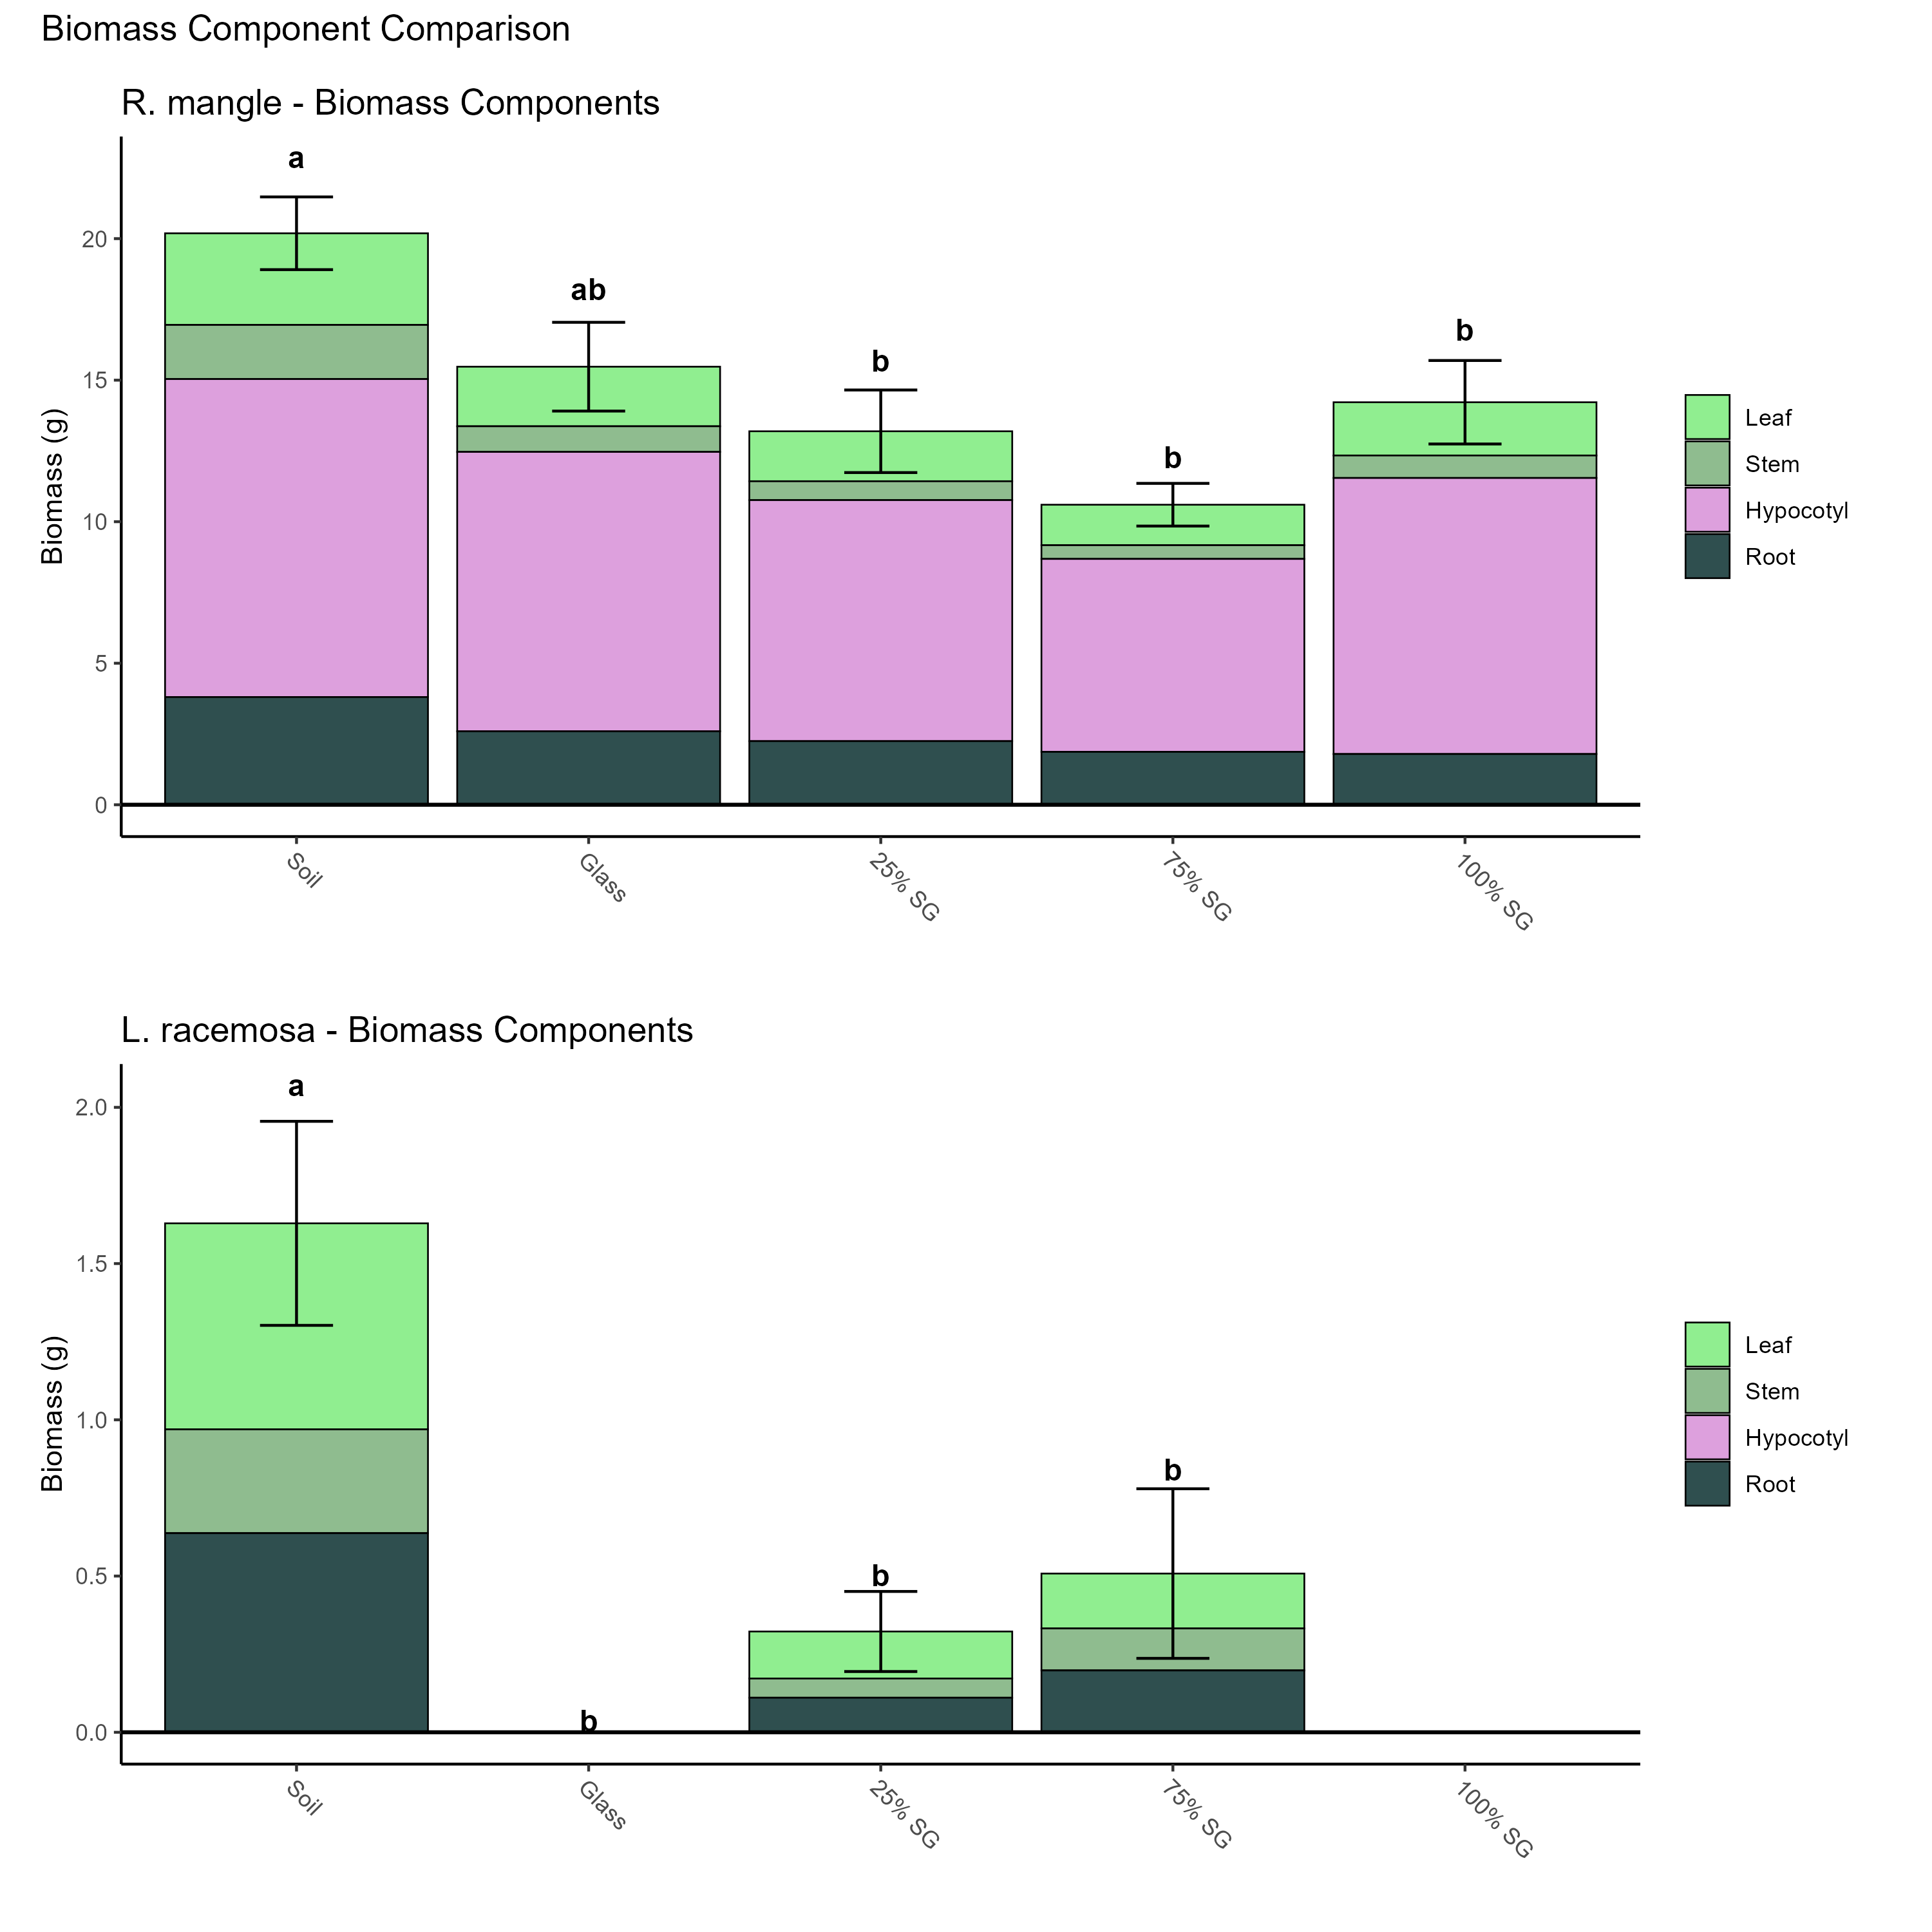 Biomass Component Comparison
R. mangle - Biomass Components
a
ab
b
b
b
20
15
10
5
0
Biomass (g)
Soil
Glass
25% SG
75% SG
100% SG
Leaf
Stem
Hypocotyl
Root
L. racemosa - Biomass Components
a
b
b
b
2.0
1.5
1.0
0.5
0.0
Biomass (g)
Soil
Glass
25% SG
75% SG
100% SG
Leaf
Stem
Hypocotyl
Root